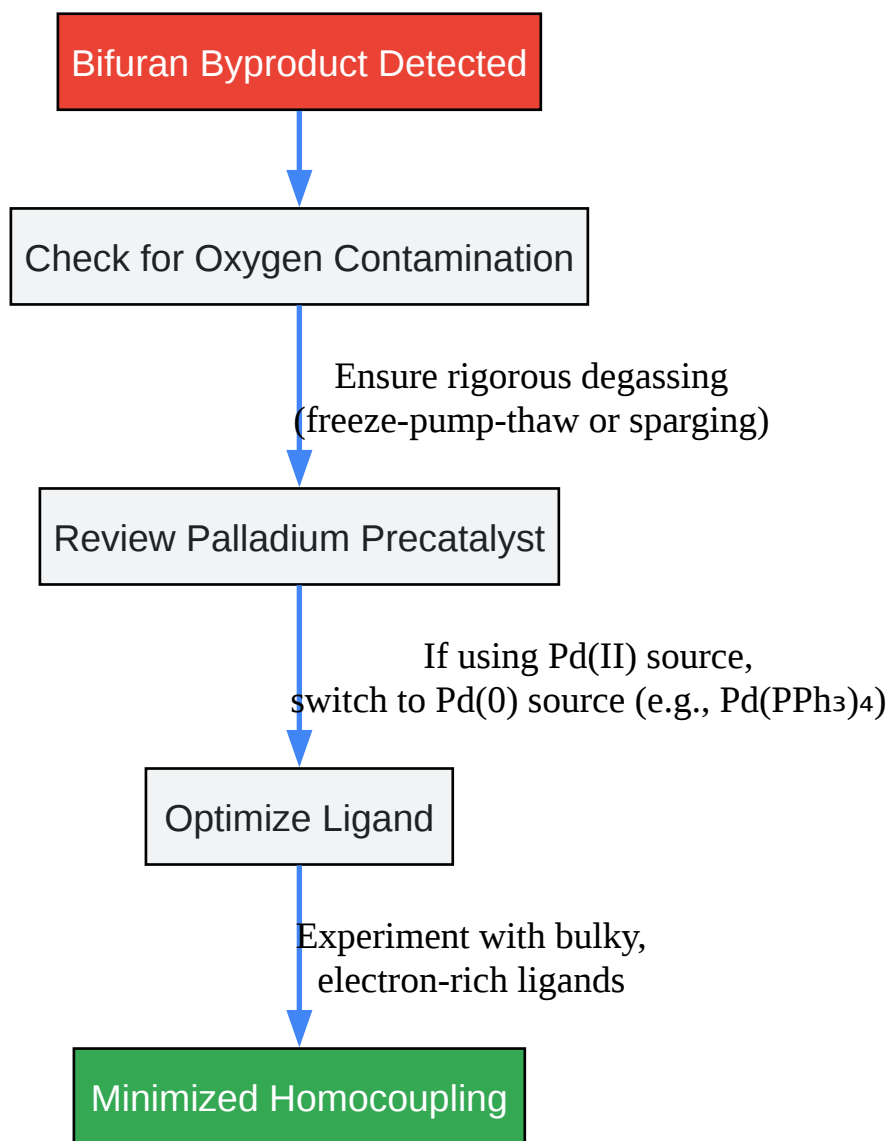 Bifuran Byproduct Detected
Check for Oxygen Contamination
Ensure rigorous degassing
(freeze-pump-thaw or sparging)
Review Palladium Precatalyst
If using Pd(II) source,
switch to Pd(0) source (e.g., Pd(PPh₃)₄)
Optimize Ligand
Experiment with bulky,
electron-rich ligands
Minimized Homocoupling